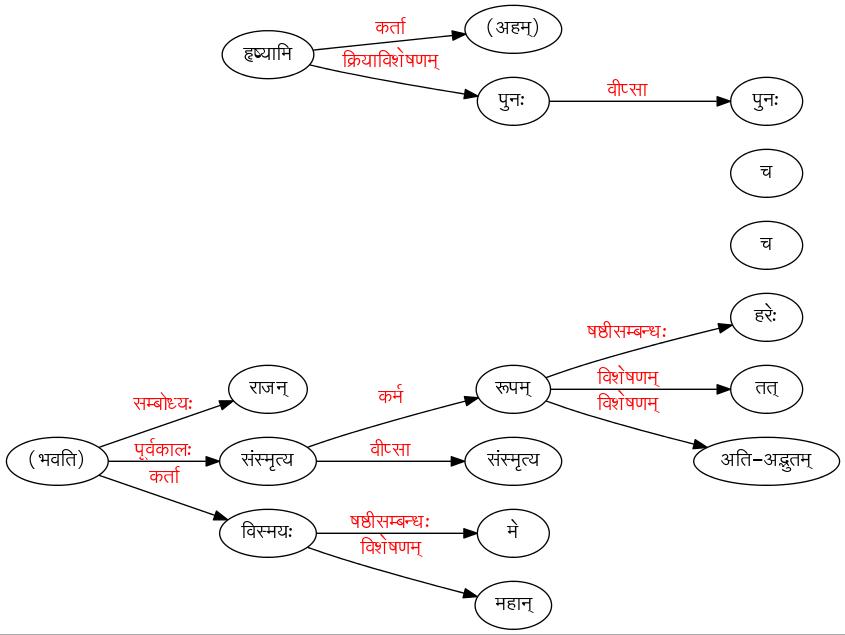 कर्ता
(अहम्)
हृष्यामि
क्रियाविशेषणम्
वीप्सा
पुनः
पुनः
च
च
हरेः
षष्ठीसम्बन्धः
विशेषणम्
राजन्
कर्म
रूपम्
तत्
सम्बोध्यः
विशेषणम्
पूर्वकालः
वीप्सा
(भवति)
संस्मृत्य
संस्मृत्य
अति-अद्भुतम्
कर्ता
षष्ठीसम्बन्धः
विस्मयः
मे
विशेषणम्
महान्